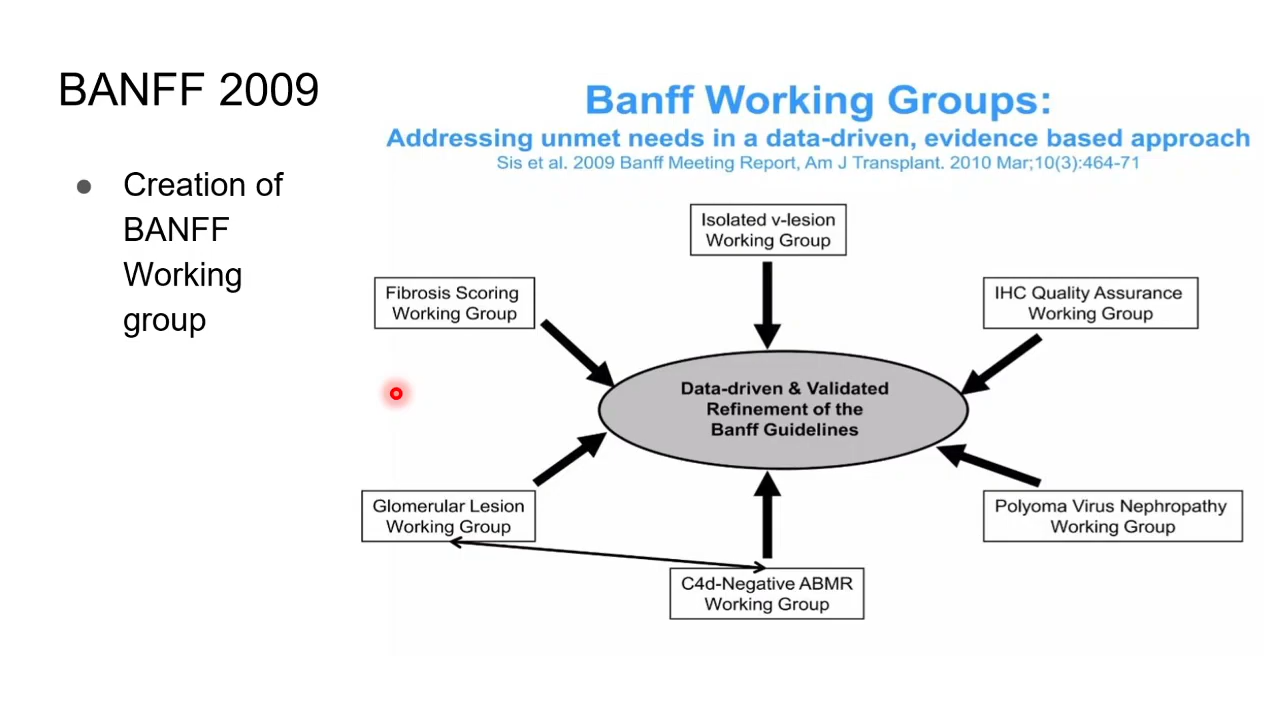 BANFF 2009
● Creation of
BANFF
Working
group
Banff Working Groups:
Addressing unmet needs in a data-driven, evidence based approach
Sis et al. 2009 Banff Meeting Report, Am J Transplant. 2010 Mar;10(3):464-71
Isolated v-lesion
Working Group
Fibrosis Scoring
Working Group
IHC Quality Assurance
Working Group
Data-driven & Validated
Refinement of the
Banff Guidelines
Glomerular Lesion
Working Group
Polyoma Virus Nephropathy
Working Group
C4d-Negative ABMR
Working Group